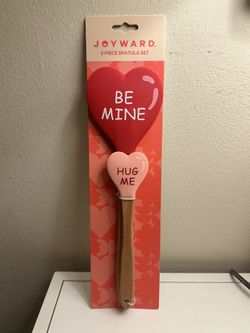 JOYWARD
2 PIECE SPATULA SET
BE
MINE
HUG
ME